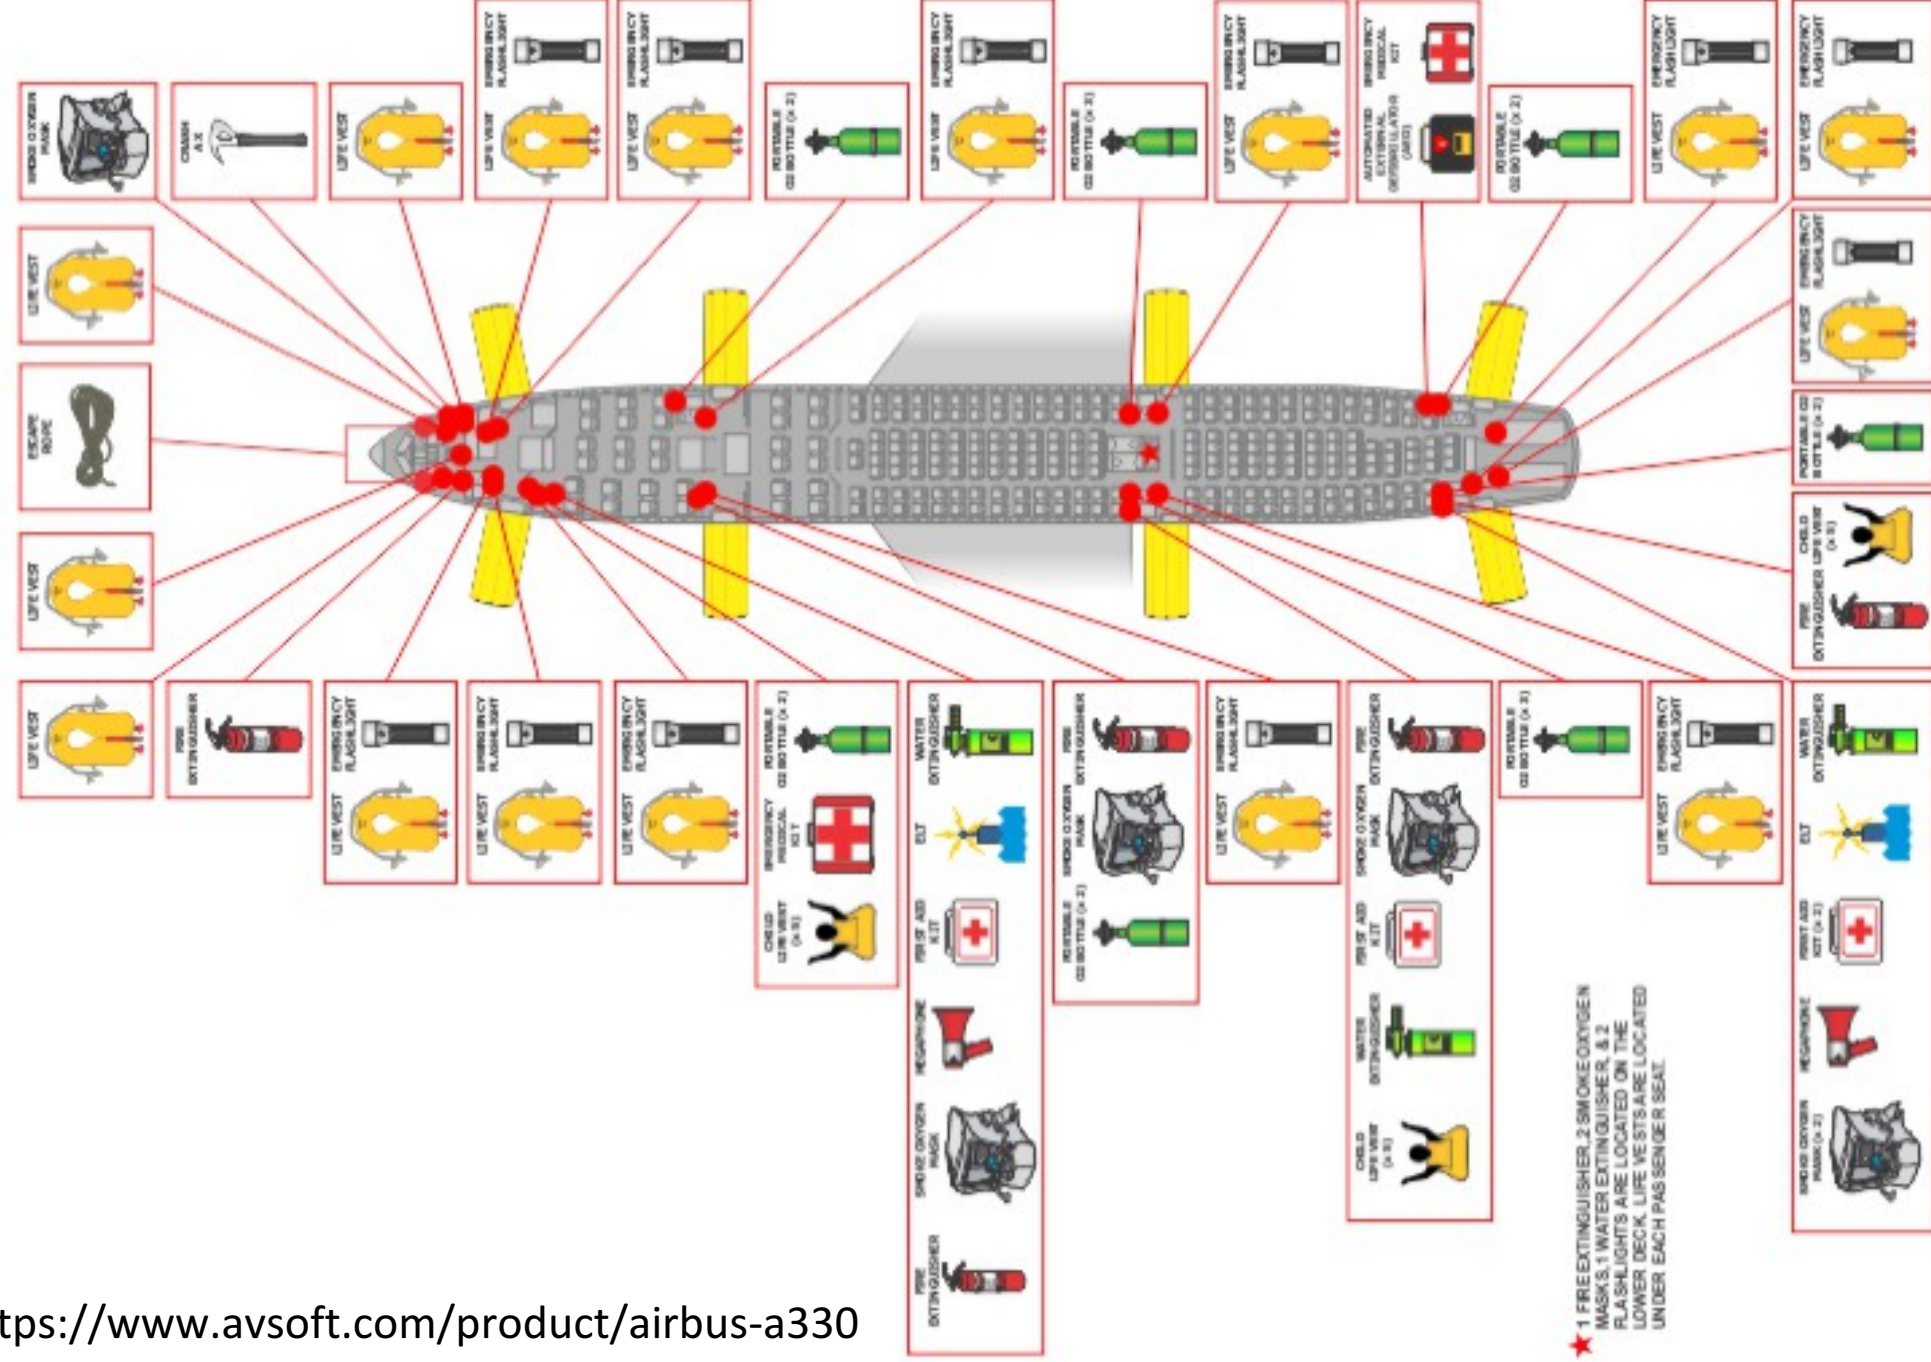 SMOKE OXYGEN
MASK
CRASH
AX
LIFE VEST
EMERGENCY
FLASHLIGHT
LIFE VEST
EMERGENCY
FLASHLIGHT
LIFE VEST
PORTABLE
O2 BOTTLE (x 2)
EMERGENCY
FLASHLIGHT
LIFE VEST
PORTABLE
O2 BOTTLE
EMERGENCY
FLASHLIGHT
LIFE VEST
EMERGENCY
MEDICAL
KIT
AUTOMATED
EXTERNAL
DEFIBRILLATOR
(AED)
PORTABLE
O2 BOTTLE (x 2)
EMERGENCY
FLASHLIGHT
LIFE VEST
EMERGENCY
FLASHLIGHT
LIFE VEST
LIFE VEST
ESCAPE
ROPE
LIFE VEST
EMERGENCY
FLASHLIGHT
LIFE VEST
PORTABLE O2
BOTTLE (x 2)
CHILD
LIFE VEST
FIRE
EXTINGUISHER
LIFE VEST
FIRE
EXTINGUISHER
EMERGENCY
FLASHLIGHT
LIFE VEST
EMERGENCY
FLASHLIGHT
LIFE VEST
EMERGENCY
FLASHLIGHT
LIFE VEST
PORTABLE
O2 BOTTLE (x 2)
EMERGENCY
MEDICAL
KIT
CHILD
LIFE VEST
WATER
EXTINGUISHER
ELT
FIRST AID
KIT
MEGAPHONE
SMOKE OXYGEN
MASK
FIRE
EXTINGUISHER
FIRE
EXTINGUISHER
SMOKE OXYGEN
MASK
PORTABLE
O2 BOTTLE (x 2)
EMERGENCY
FLASHLIGHT
LIFE VEST
FIRE
EXTINGUISHER
SMOKE OXYGEN
MASK
FIRST AID
KIT
WATER
EXTINGUISHER
CHILD
LIFE VEST
PORTABLE
O2 BOTTLE
EMERGENCY
FLASHLIGHT
LIFE VEST
WATER
EXTINGUISHER
ELT
FIRST AID
KIT (x 2)
MEGAPHONE
SMOKE OXYGEN
MASK (x 2)
1 FIRE EXTINGUISHER, 2 SMOKE OXYGEN
MASKS, 1 WATER EXTINGUISHER, & 2
FLASHLIGHTS ARE LOCATED ON THE
LOWER DECK. LIFE VESTS ARE LOCATED
UNDER EACH PASSENGER SEAT.
tps://www.avsoft.com/product/airbus-a330